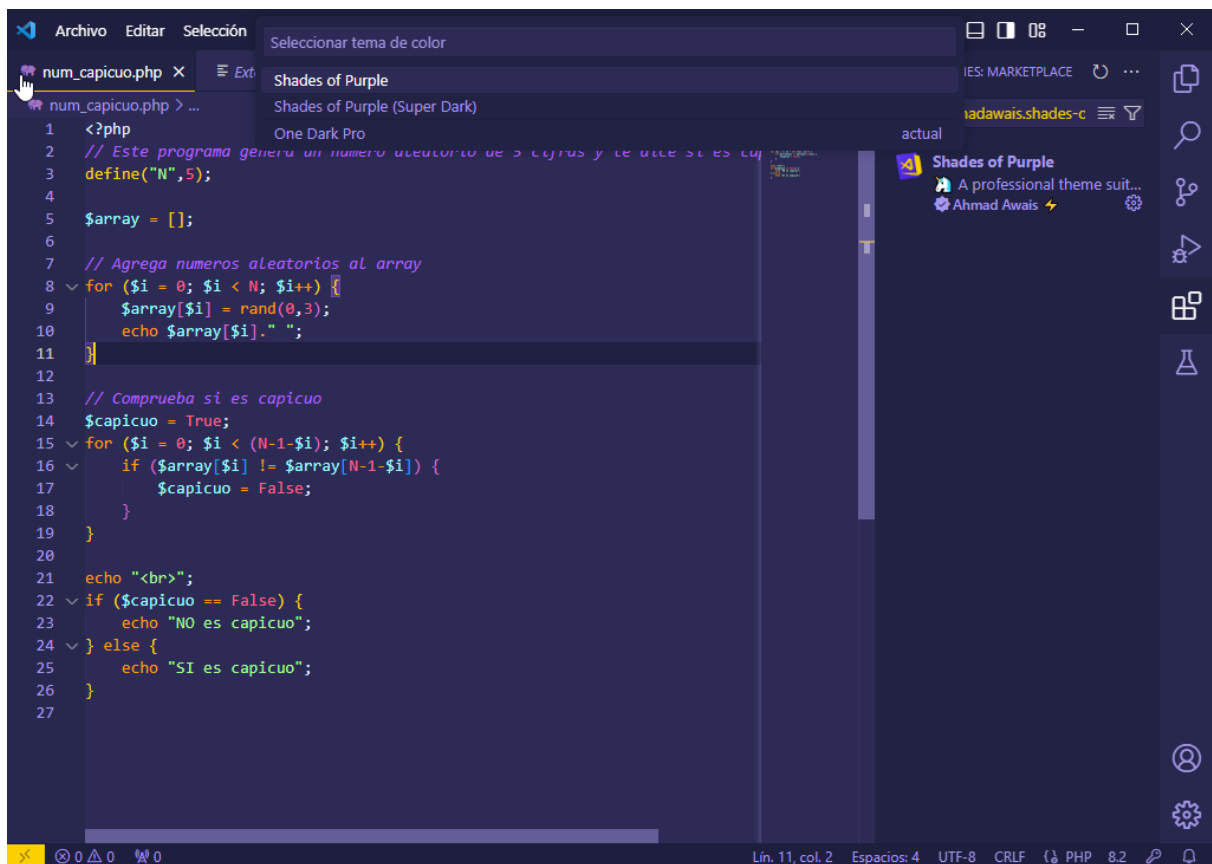 Archivo Editar Selección
Seleccionar tema de color
Shades of Purple
Shades of Purple (Super Dark)
One Dark Pro actual
num_capicuo.php Ext
IES: MARKETPLACE
num_capicuo.php > ...
nadawais.shades-c
Shades of Purple
A professional theme suit...
Ahmad Awais
1 <?php
2 // Este programa genera un numero aleatorio de 5 cifras y te dice si es cap
3 define("N",5);
4
5 $array = [];
6
7 // Agrega numeros aleatorios al array
8 for ($i = 0; $i < N; $i++) {
9 $array[$i] = rand(0,3);
10 echo $array[$i]." ";
11 }
12
13 // Comprueba si es capicuo
14 $capicuo = True;
15 for ($i = 0; $i < (N-1-$i); $i++) {
16 if ($array[$i] != $array[N-1-$i]) {
17 $capicuo = False;
18 }
19 }
20
21 echo "<br>";
22 if ($capicuo == False) {
23 echo "NO es capicuo";
24 } else {
25 echo "SI es capicuo";
26 }
27
0 0 0 Lín. 11, col. 2 Espacios: 4 UTF-8 CRLF PHP 8.2